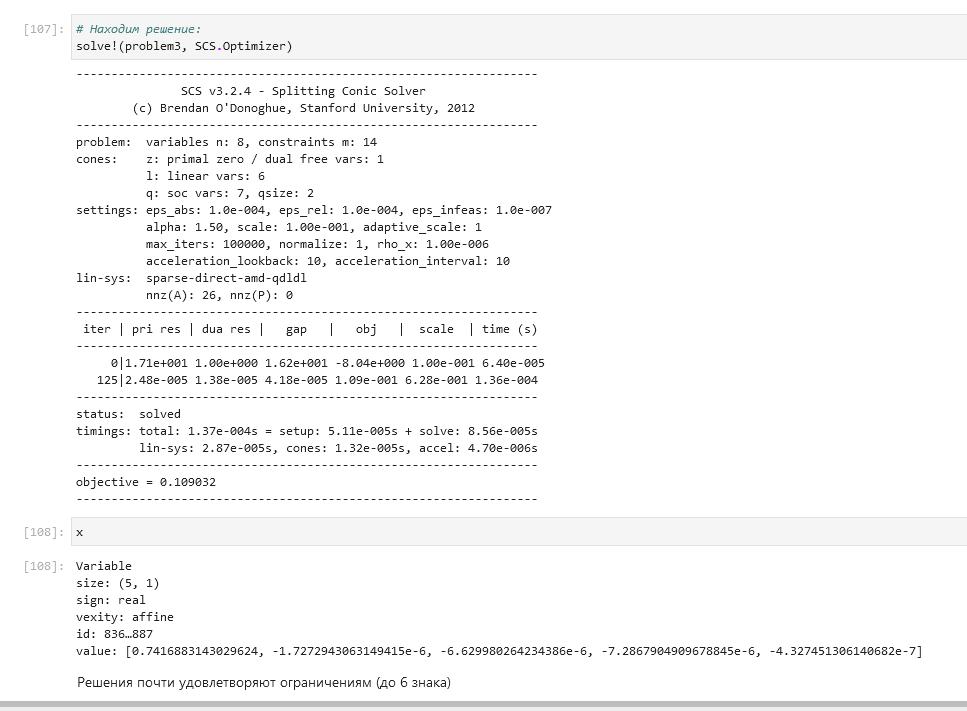 [107]: # Находим решение:
solve!(problem3, SCS.Optimizer)
------------------------------------------------------------------
SCS v3.2.4 - Splitting Conic Solver
(c) Brendan O'Donoghue, Stanford University, 2012
------------------------------------------------------------------
problem:  variables n: 8, constraints m: 14
cones:    z: primal zero / dual free vars: 1
l: linear vars: 6
q: soc vars: 7, qsize: 2
settings: eps_abs: 1.0e-004, eps_rel: 1.0e-004, eps_infeas: 1.0e-007
alpha: 1.50, scale: 1.00e-001, adaptive_scale: 1
max_iters: 100000, normalize: 1, rho_x: 1.00e-006
acceleration_lookback: 10, acceleration_interval: 10
lin-sys:  sparse-direct-amd-qdldl
nnz(A): 26, nnz(P): 0
------------------------------------------------------------------
iter | pri res | dua res |   gap   |   obj   |  scale  | time (s)
------------------------------------------------------------------
0|1.71e+001 1.00e+000 1.62e+001 -8.04e+000 1.00e-001 6.40e-005
125|2.48e-005 1.38e-005 4.18e-005 1.09e-001 6.28e-001 1.36e-004
------------------------------------------------------------------
status:  solved
timings: total: 1.37e-004s = setup: 5.11e-005s + solve: 8.56e-005s
lin-sys: 2.87e-005s, cones: 1.32e-005s, accel: 4.70e-006s
------------------------------------------------------------------
objective = 0.109032
------------------------------------------------------------------
[108]: x
[108]: Variable
size: (5, 1)
sign: real
vexity: affine
id: 836…887
value: [0.7416883143029624, -1.7272943063149415e-6, -6.629980264234386e-6, -7.2867904909678845e-6, -4.327451306140682e-7]
Решения почти удовлетворяют ограничениям (до 6 знака)